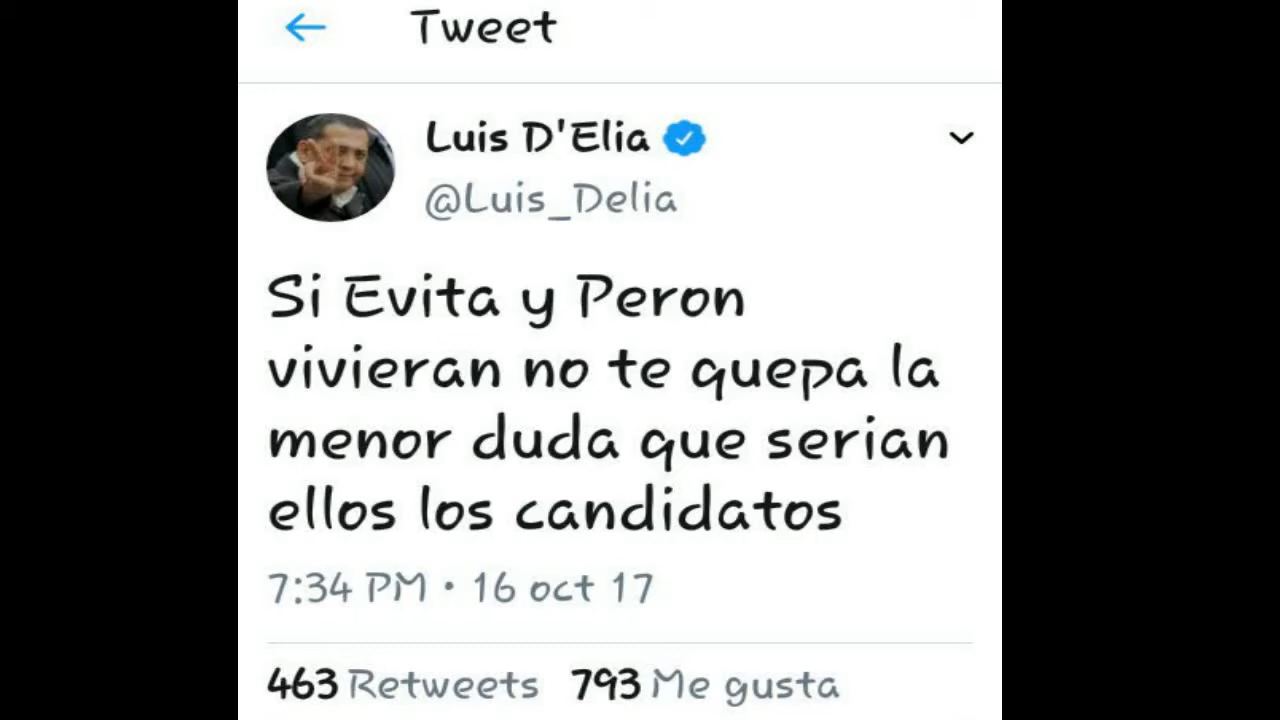 Tweet
Luis D'Elia
@Luis_Delia
Si Evita y Peron
vivieran no te quepa la
menor duda que serian
ellos los candidatos
7:34 PM • 16 oct 17
463 Retweets 793 Me gusta